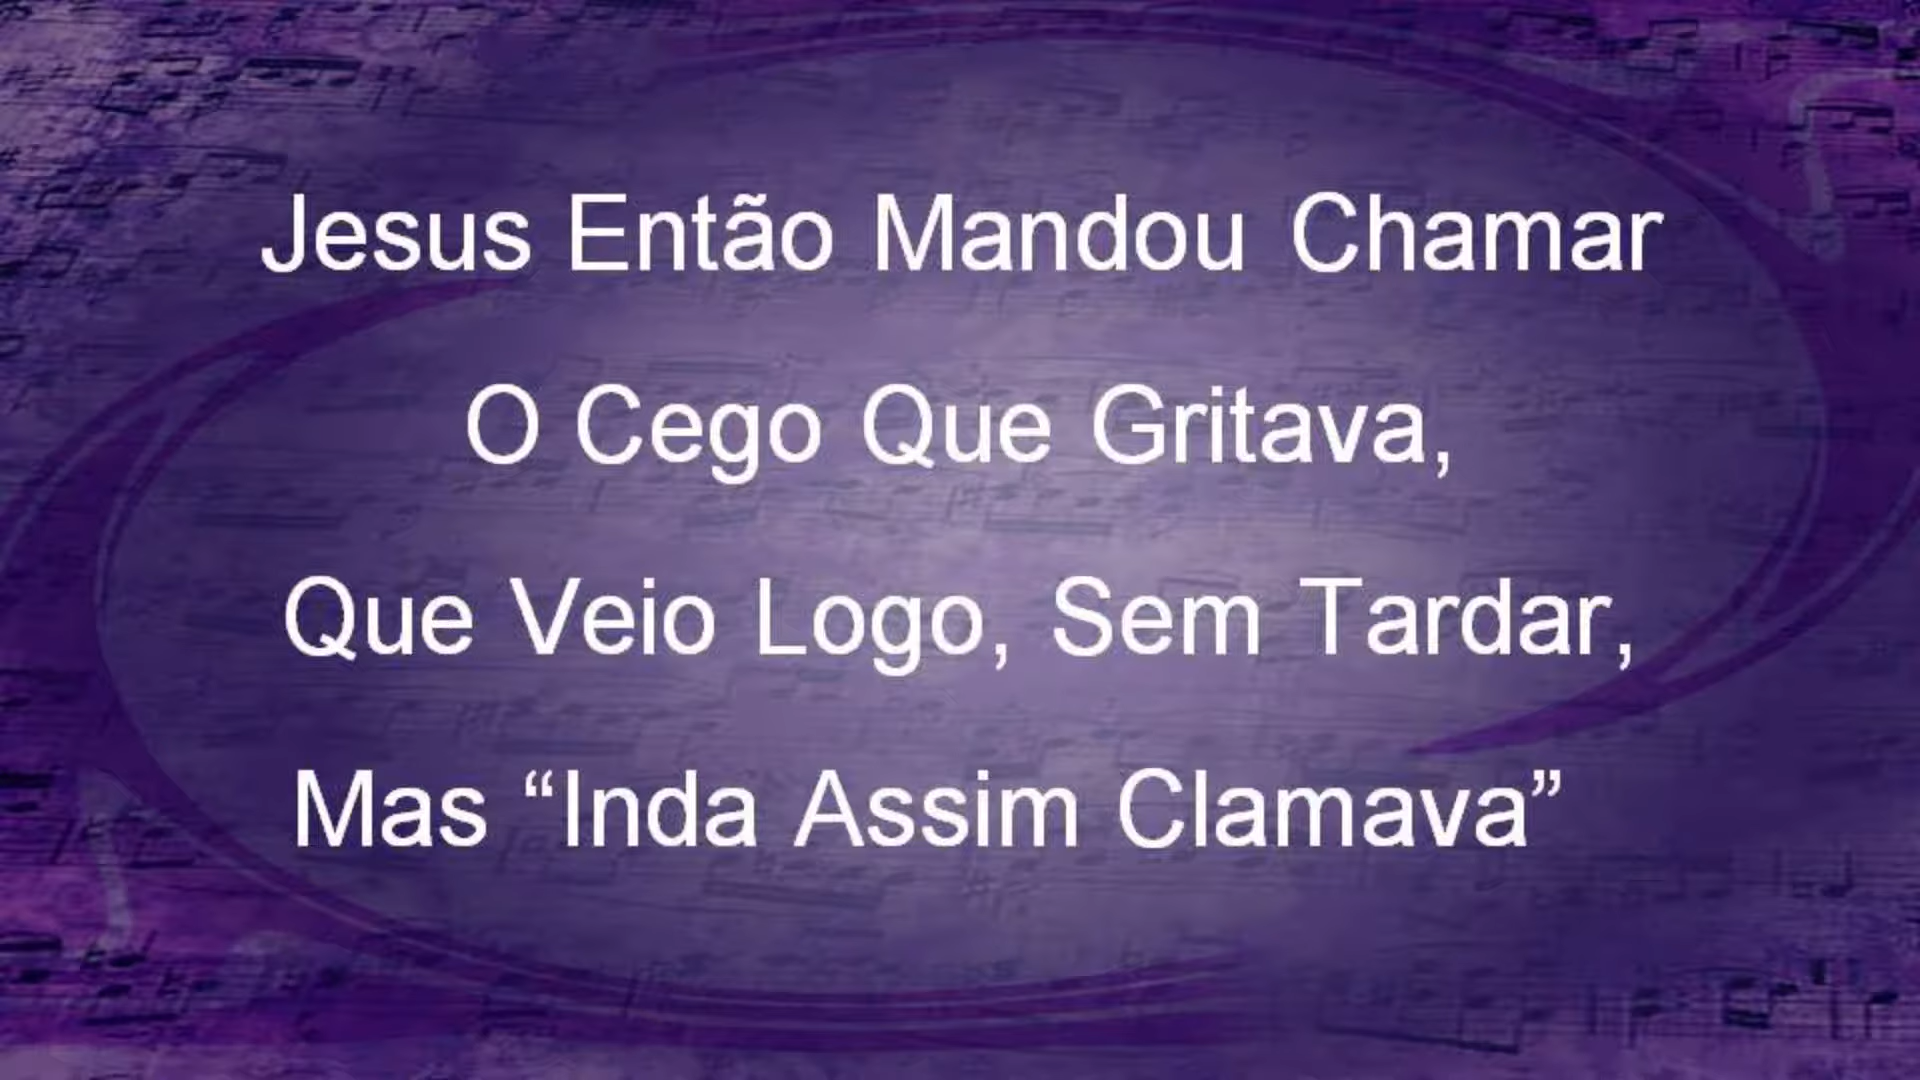 Jesus Então Mandou Chamar
O Cego Que Gritava,
Que Veio Logo, Sem Tardar,
Mas “Inda Assim Clamava”